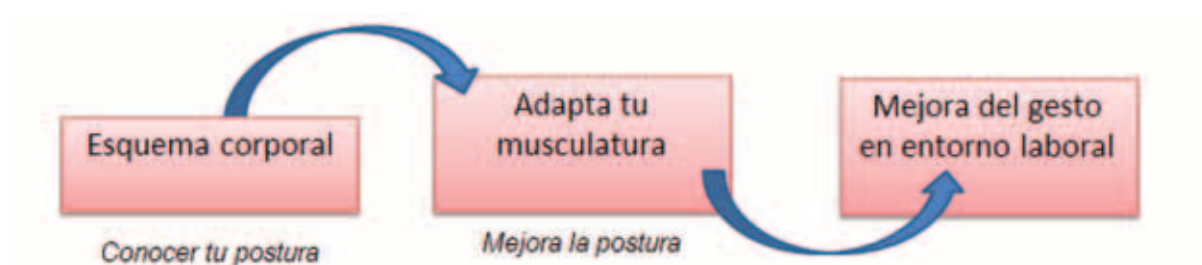 Esquema corporal
Conocer tu postura
Adapta tu
musculatura
Mejora la postura
Mejora del gesto
en entorno laboral